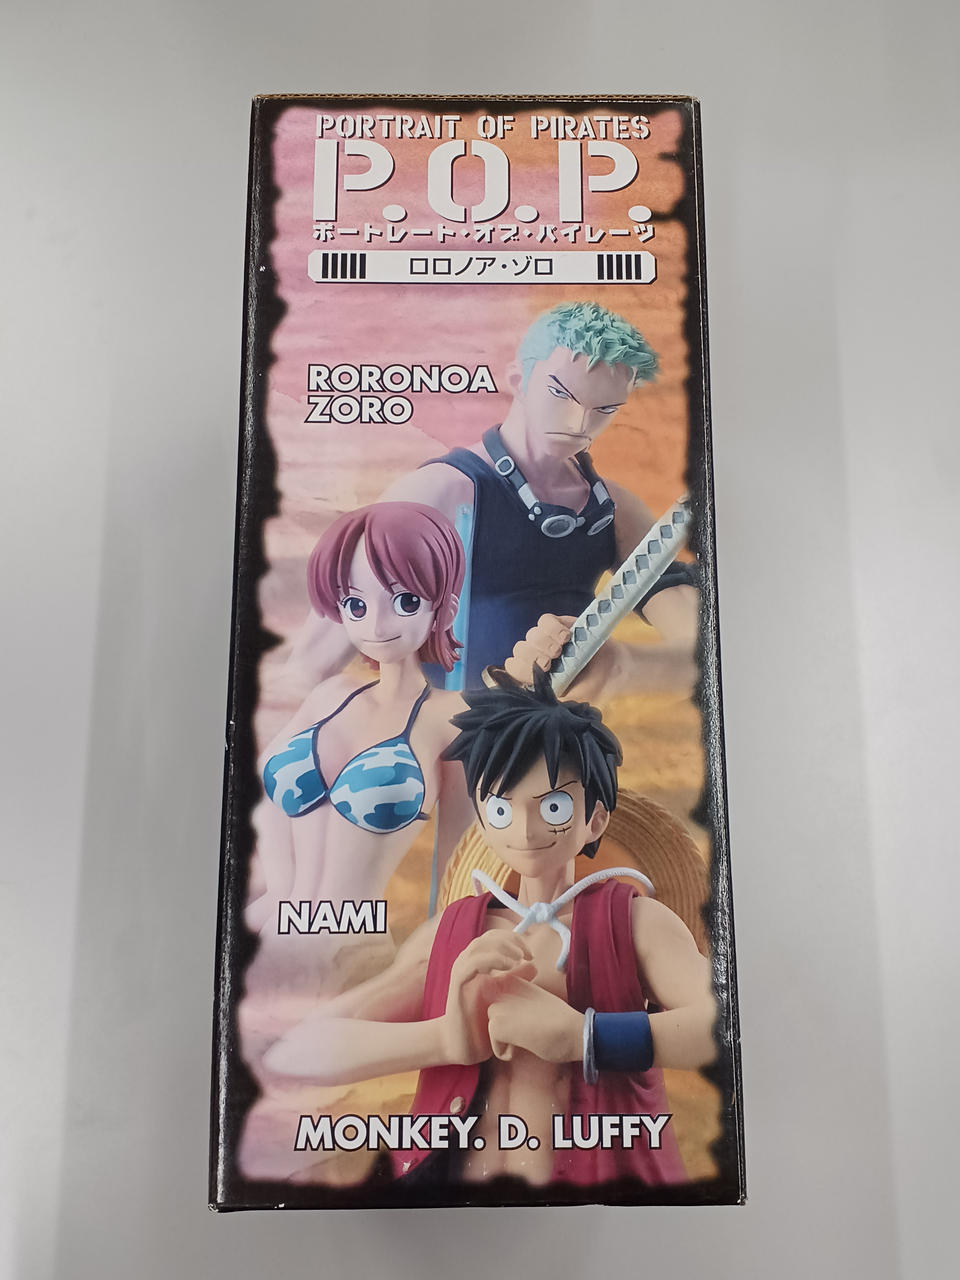 PORTRAIT OF PIRATES
P.O.P.
ポートレート・オブ・パイレーツ
ロロノア・ゾロ
RORONOA
ZORO
NAMI
MONKEY. D. LUFFY